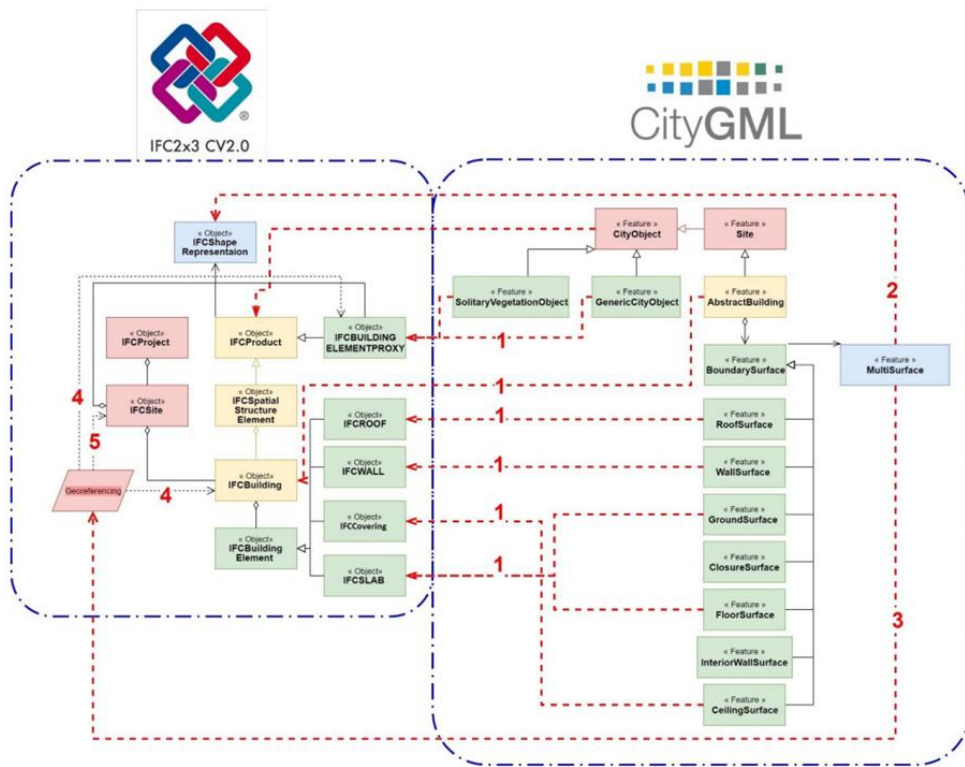 IFC2x3 CV2.0
®
CityGML
« Object»
IFCShape
Representaion
« Object»
IFCProject
« Object»
IFCProduct
« Object»
IFCBUILDING
ELEMENTPROXY
« Object»
IFCSite
« Object»
IFCSpatial
Structure
Element
« Object»
IFCROOF
« Object»
IFCWALL
Georeferencing
« Object»
IFCBuilding
« Object»
IFCCovering
« Object»
IFCBuilding
Element
« Object»
IFCSLAB
4
5
4
1
1
1
1
1
1
2
3
« Feature »
CityObject
« Feature »
Site
« Feature »
SolitaryVegetationObject
« Feature »
GenericCityObject
« Feature »
AbstractBuilding
« Feature »
BoundarySurface
« Feature »
MultiSurface
« Feature »
RoofSurface
« Feature »
WallSurface
« Feature »
GroundSurface
« Feature »
ClosureSurface
« Feature »
FloorSurface
« Feature »
InteriorWallSurface
« Feature »
CeilingSurface